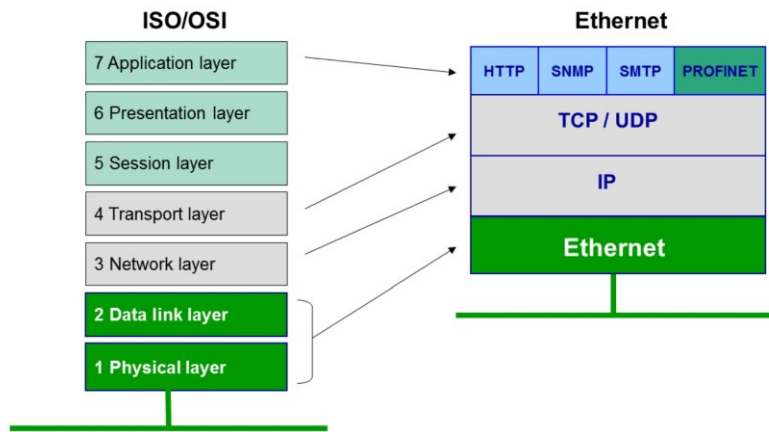 ISO/OSI
7 Application layer
6 Presentation layer
5 Session layer
4 Transport layer
3 Network layer
2 Data link layer
1 Physical layer
Ethernet
HTTP SNMP SMTP PROFINET
TCP / UDP
IP
Ethernet